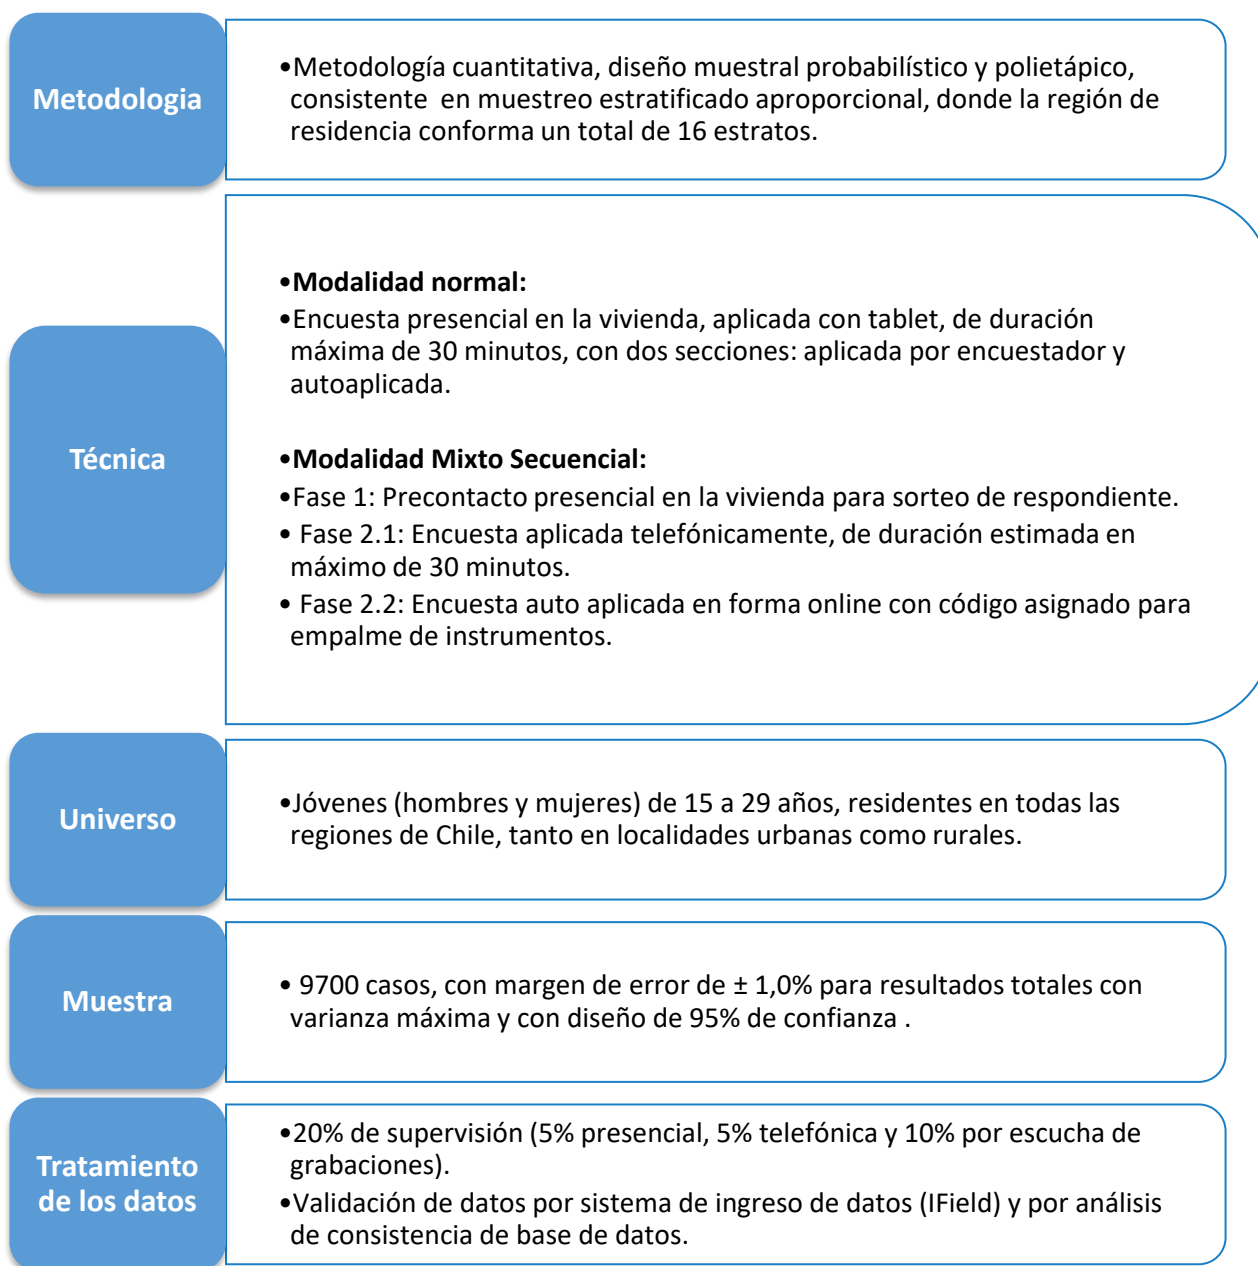 Metodologia
•Metodología cuantitativa, diseño muestral probabilístico y polietápico,
consistente en muestreo estratificado aproporcional, donde la región de
residencia conforma un total de 16 estratos.
Técnica
•Modalidad normal:
•Encuesta presencial en la vivienda, aplicada con tablet, de duración
máxima de 30 minutos, con dos secciones: aplicada por encuestador y
autoaplicada.
•Modalidad Mixto Secuencial:
•Fase 1: Precontacto presencial en la vivienda para sorteo de respondiente.
• Fase 2.1: Encuesta aplicada telefónicamente, de duración estimada en
máximo de 30 minutos.
• Fase 2.2: Encuesta auto aplicada en forma online con código asignado para
empalme de instrumentos.
Universo
•Jóvenes (hombres y mujeres) de 15 a 29 años, residentes en todas las
regiones de Chile, tanto en localidades urbanas como rurales.
Muestra
• 9700 casos, con margen de error de ± 1,0% para resultados totales con
varianza máxima y con diseño de 95% de confianza .
Tratamiento
de los datos
•20% de supervisión (5% presencial, 5% telefónica y 10% por escucha de
grabaciones).
•Validación de datos por sistema de ingreso de datos (IField) y por análisis
de consistencia de base de datos.